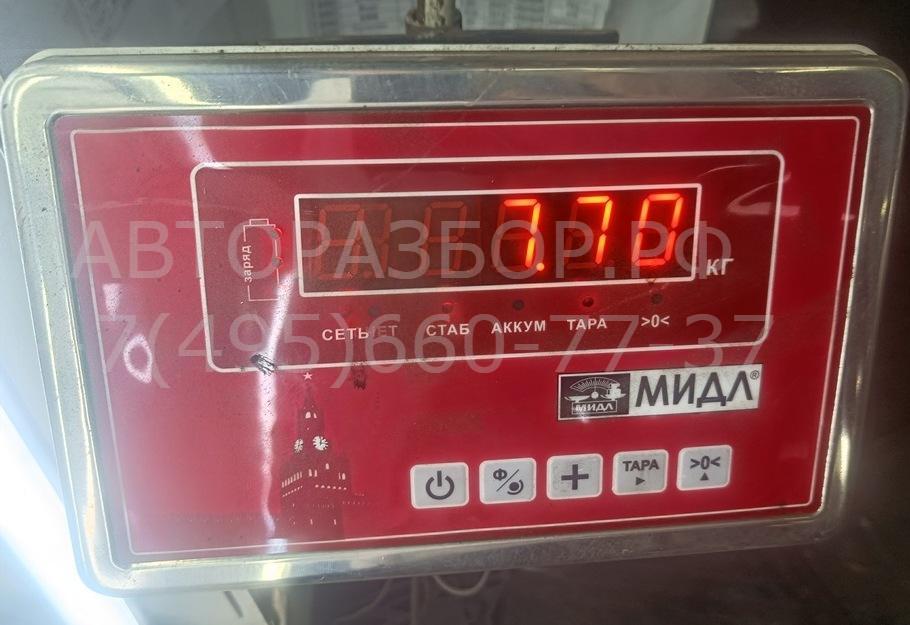 АВТОРАЗБОР.РФ
7.70
заряд
КГ
СЕТЬ СТАБ АККУМ ТАРА >0<
7(495)660-77-37
МИДЛ МИДЛ®
Ф ТАРА >0<